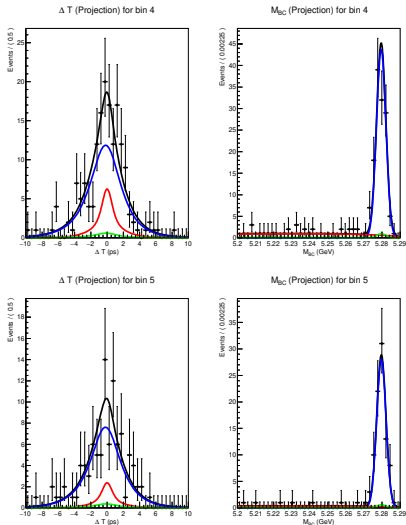 Δ T (Projection) for bin 4
Events / ( 0.5 )
25
20
15
10
5
0
−10 −8 −6 −4 −2 0 2 4 6 8 10
Δ T (ps)
M_BC (Projection) for bin 4
Events / ( 0.00225 )
45
40
35
30
25
20
15
10
5
0
5.2 5.21 5.22 5.23 5.24 5.25 5.26 5.27 5.28 5.29
M_BC (GeV)
Δ T (Projection) for bin 5
Events / ( 0.5 )
18
16
14
12
10
8
6
4
2
0
−10 −8 −6 −4 −2 0 2 4 6 8 10
Δ T (ps)
M_BC (Projection) for bin 5
Events / ( 0.00225 )
35
30
25
20
15
10
5
0
5.2 5.21 5.22 5.23 5.24 5.25 5.26 5.27 5.28 5.29
M_BC (GeV)